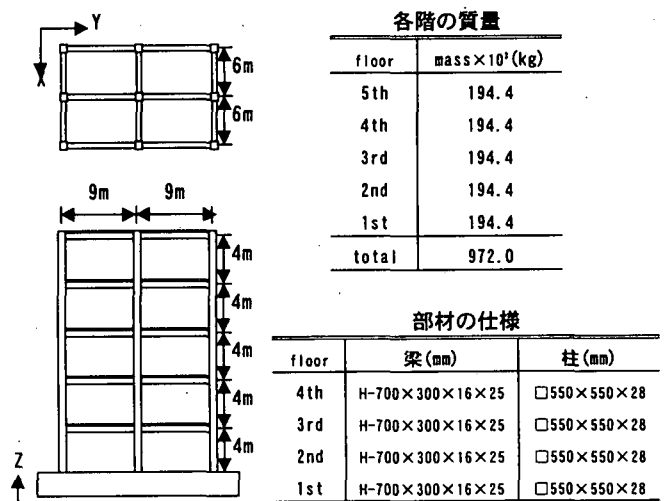 Y
X
6m
6m
9m 9m
4m
4m
4m
4m
4m
Z
各階の質量
floor mass×10³(kg)
5th 194.4
4th 194.4
3rd 194.4
2nd 194.4
1st 194.4
total 972.0
部材の仕様
floor 梁(mm) 柱(mm)
4th H-700×300×16×25 □550×550×28
3rd H-700×300×16×25 □550×550×28
2nd H-700×300×16×25 □550×550×28
1st H-700×300×16×25 □550×550×28